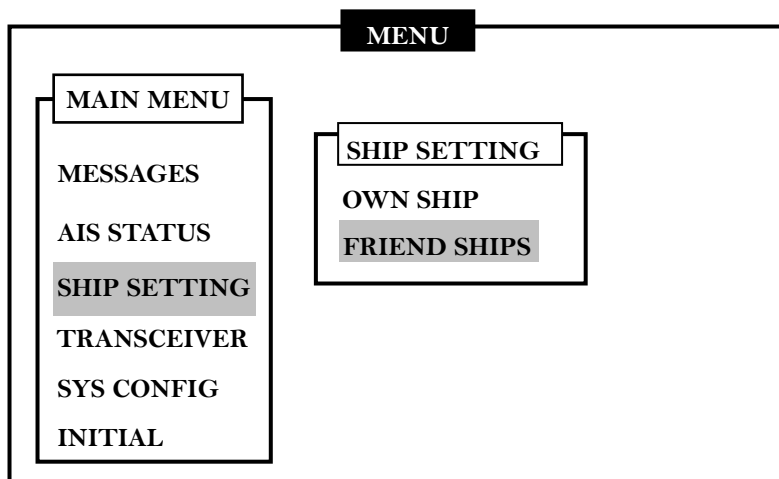 MENU
MAIN MENU
MESSAGES
AIS STATUS
SHIP SETTING
TRANSCEIVER
SYS CONFIG
INITIAL
SHIP SETTING
OWN SHIP
FRIEND SHIPS